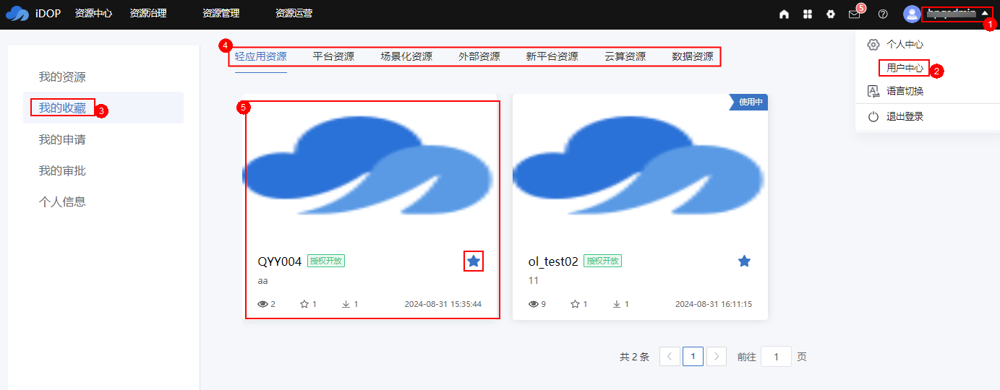 iDOP 资源中心 资源治理 资源管理 资源运营 5
1
个人中心
用户中心 2
语言切换
退出登录
我的资源
我的收藏 3
我的申请
我的审批
个人信息
4 轻应用资源 平台资源 场景化资源 外部资源 新平台资源 云算资源 数据资源
5
使用中
QYY004 授权开放
aa
2 1 1 2024-08-31 15:35:44
ol_test02 授权开放
11
9 1 1 2024-08-31 16:11:15
共 2 条 1 前往 1 页